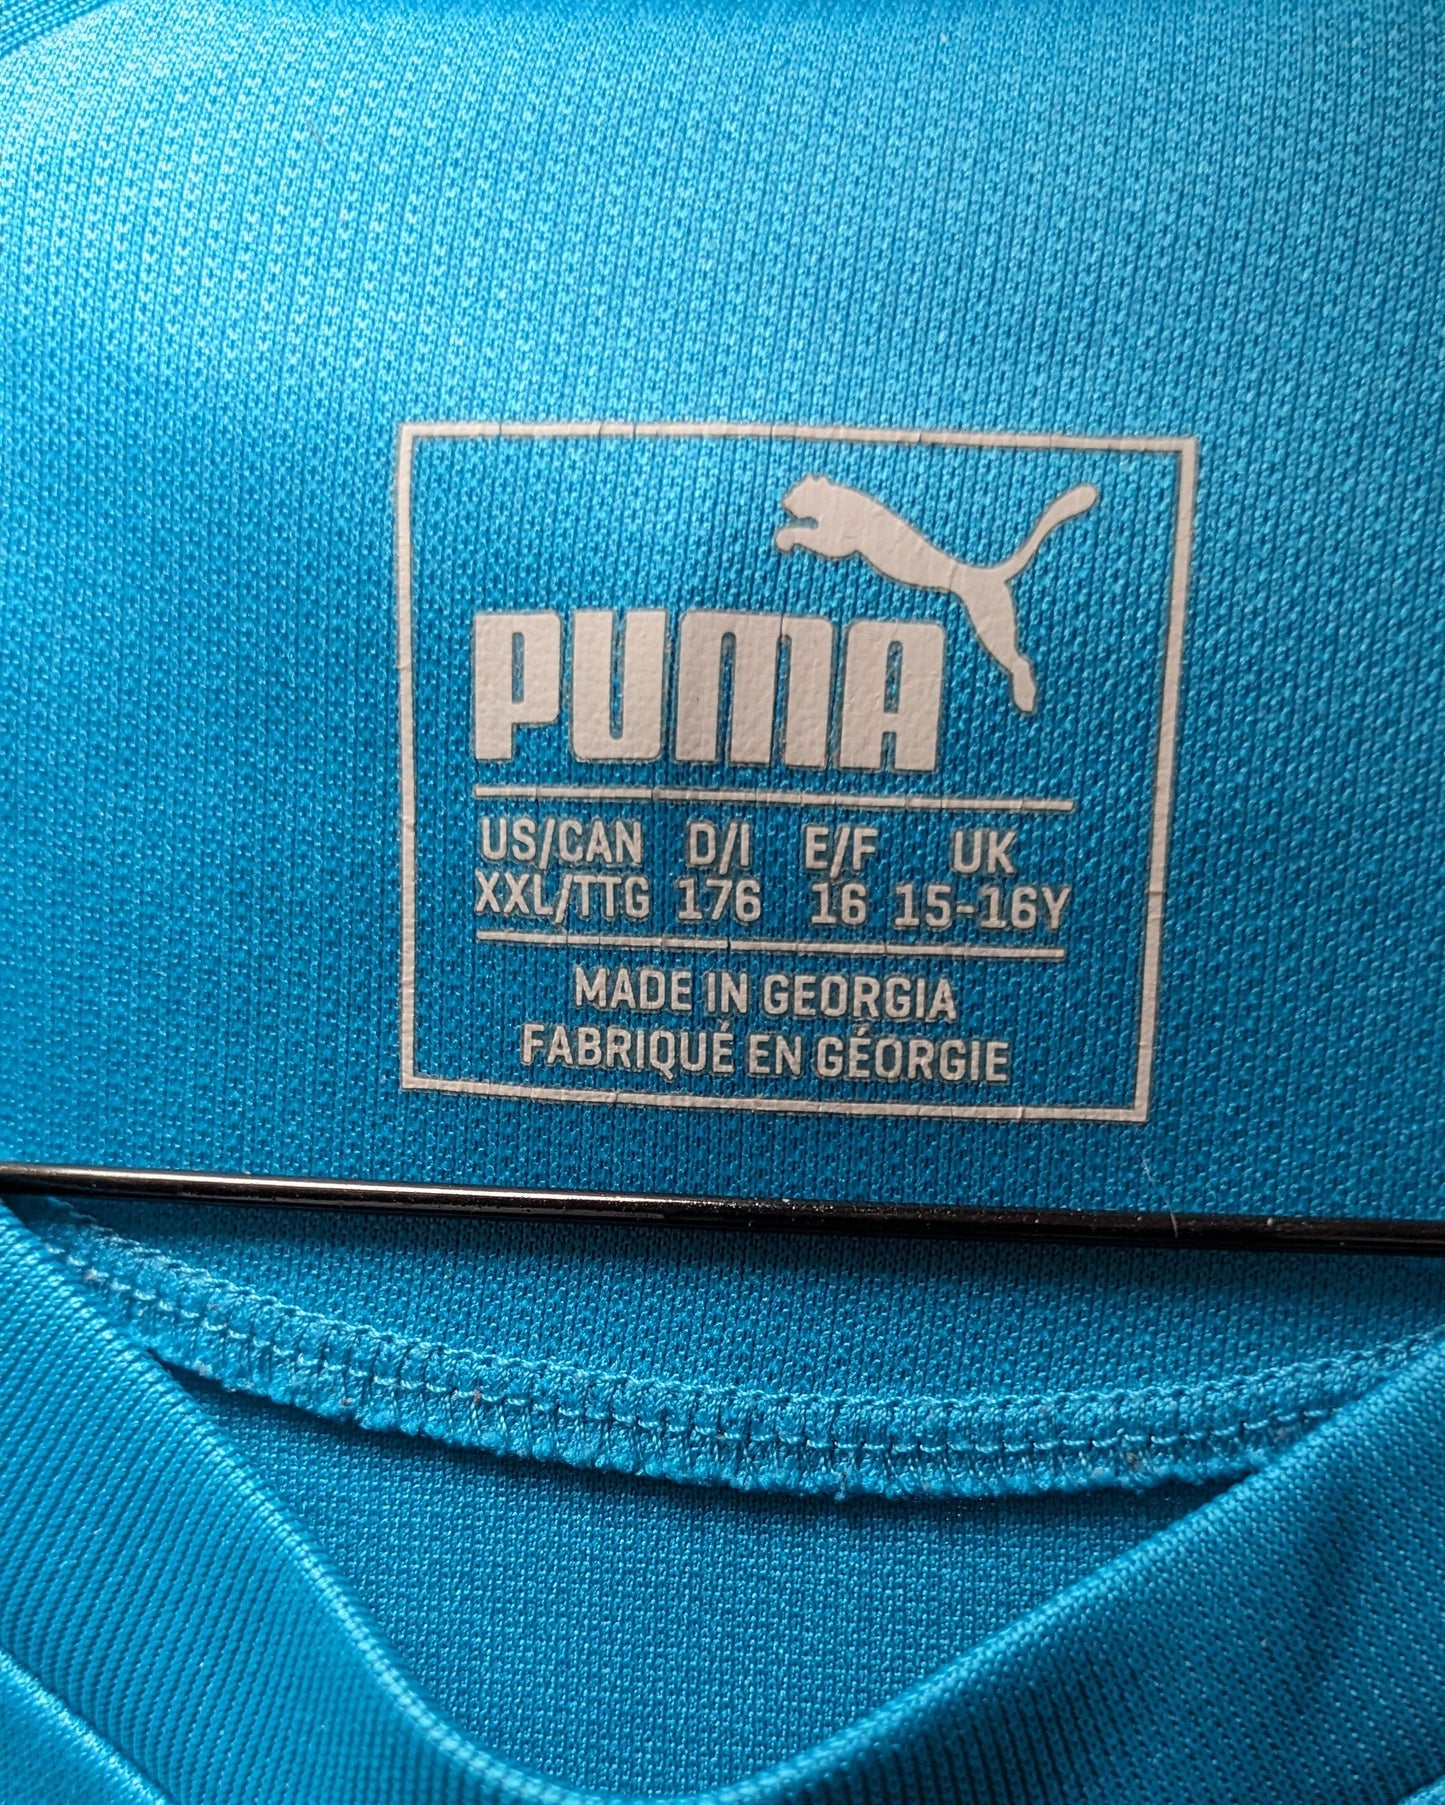 PUMA
US/CAN D/I E/F UK
XXL/TTG 176 16 15-16Y
MADE IN GEORGIA
FABRIQUÉ EN GÉORGIE